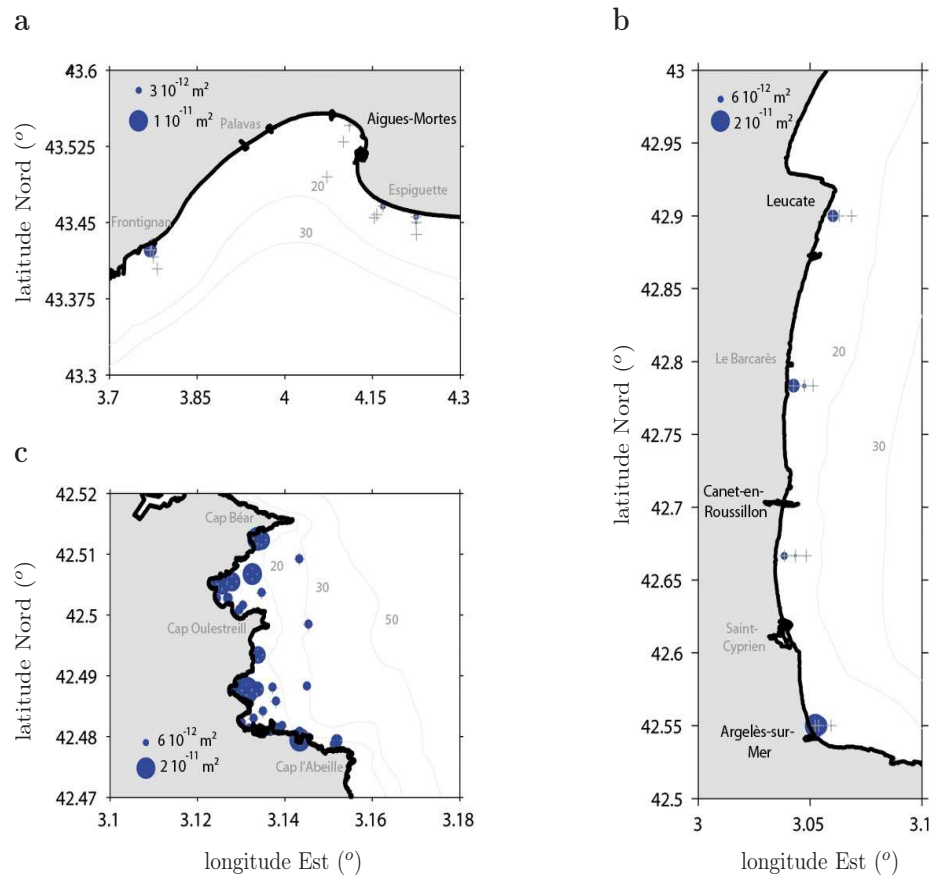 a
43.6
3 10⁻¹² m²
1 10⁻¹¹ m²
Palavas
Aigues-Mortes
43.525
20
Espiguette
Frontignan
43.45
30
43.375
43.3
3.7 3.85 4 4.15 4.3
latitude Nord (°)
b
43
6 10⁻¹² m²
2 10⁻¹¹ m²
42.95
Leucate
42.9
42.85
20
Le Barcarès
42.8
42.75
30
Canet-en-
Roussillon
42.7
42.65
Saint-
Cyprien
42.6
42.55
Argelès-sur-
Mer
42.5
3 3.05 3.1
latitude Nord (°)
longitude Est (°)
c
42.52
Cap Béar
42.51
20
30
42.5
50
Cap Oulestreill
42.49
42.48
6 10⁻¹² m²
2 10⁻¹¹ m²
Cap l'Abeille
42.47
3.1 3.12 3.14 3.16 3.18
latitude Nord (°)
longitude Est (°)